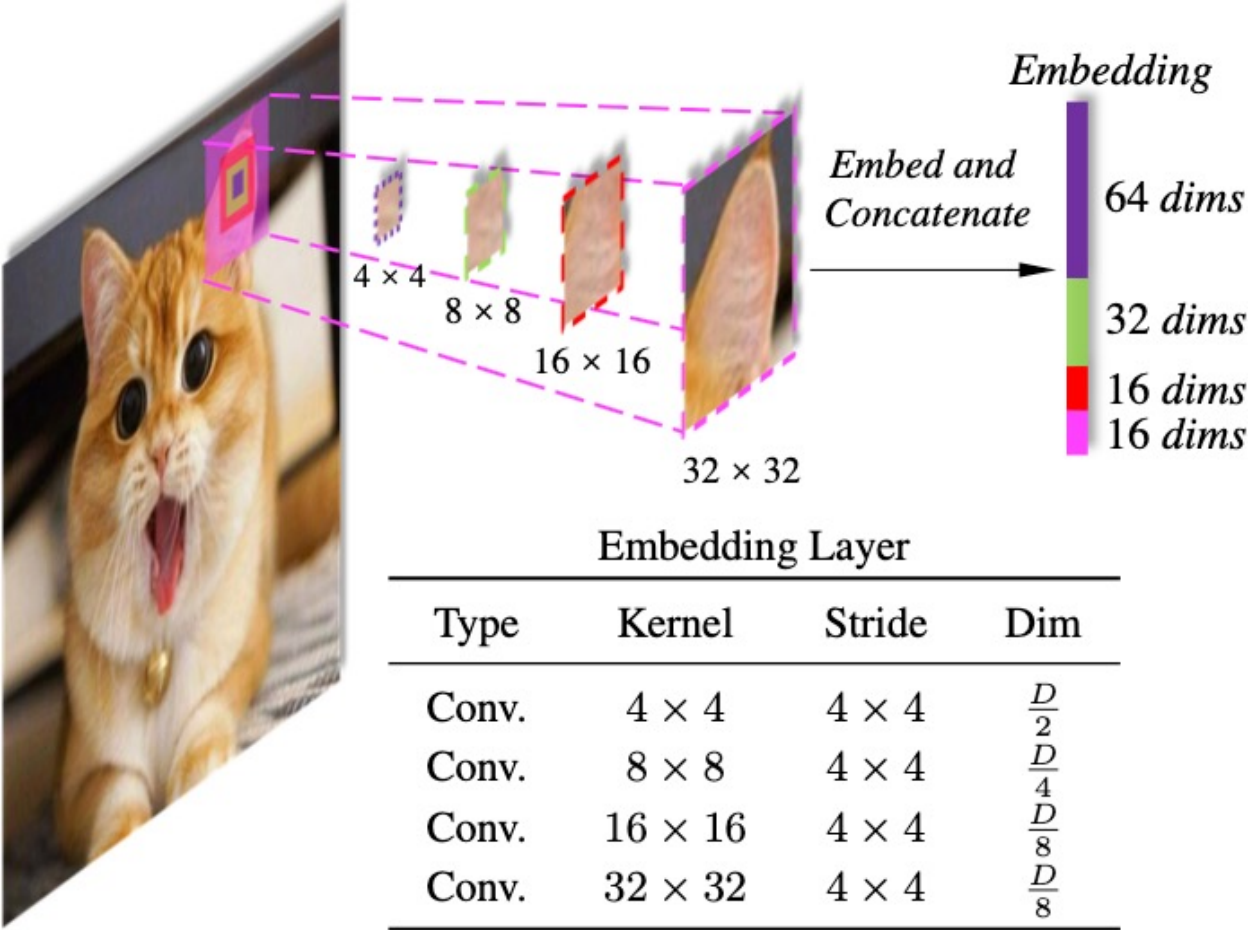 Embedding
Embed and
Concatenate
64 dims
32 dims
16 dims
16 dims
4 × 4
8 × 8
16 × 16
32 × 32
Embedding Layer
Type Kernel Stride Dim
Conv. 4 × 4 4 × 4 D/2
Conv. 8 × 8 4 × 4 D/4
Conv. 16 × 16 4 × 4 D/8
Conv. 32 × 32 4 × 4 D/8